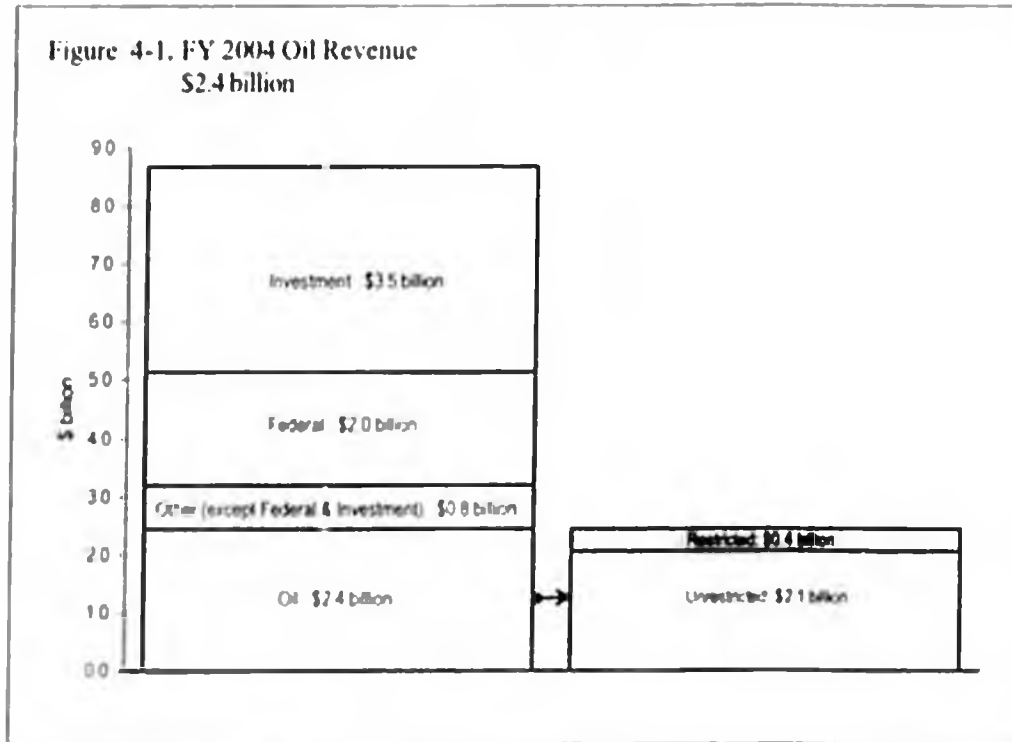 Figure 4-1. FY 2004 Oil Revenue
$2.4 billion
9.0
8.0
7.0
6.0
5.0
4.0
3.0
2.0
1.0
0.0
$ billion
Investment $3.5 billion
Federal $2.0 billion
Other (except Federal & Investment) $0.8 billion
Oil $2.4 billion
Restricted: $0.4 billion
Unrestricted: $2.1 billion